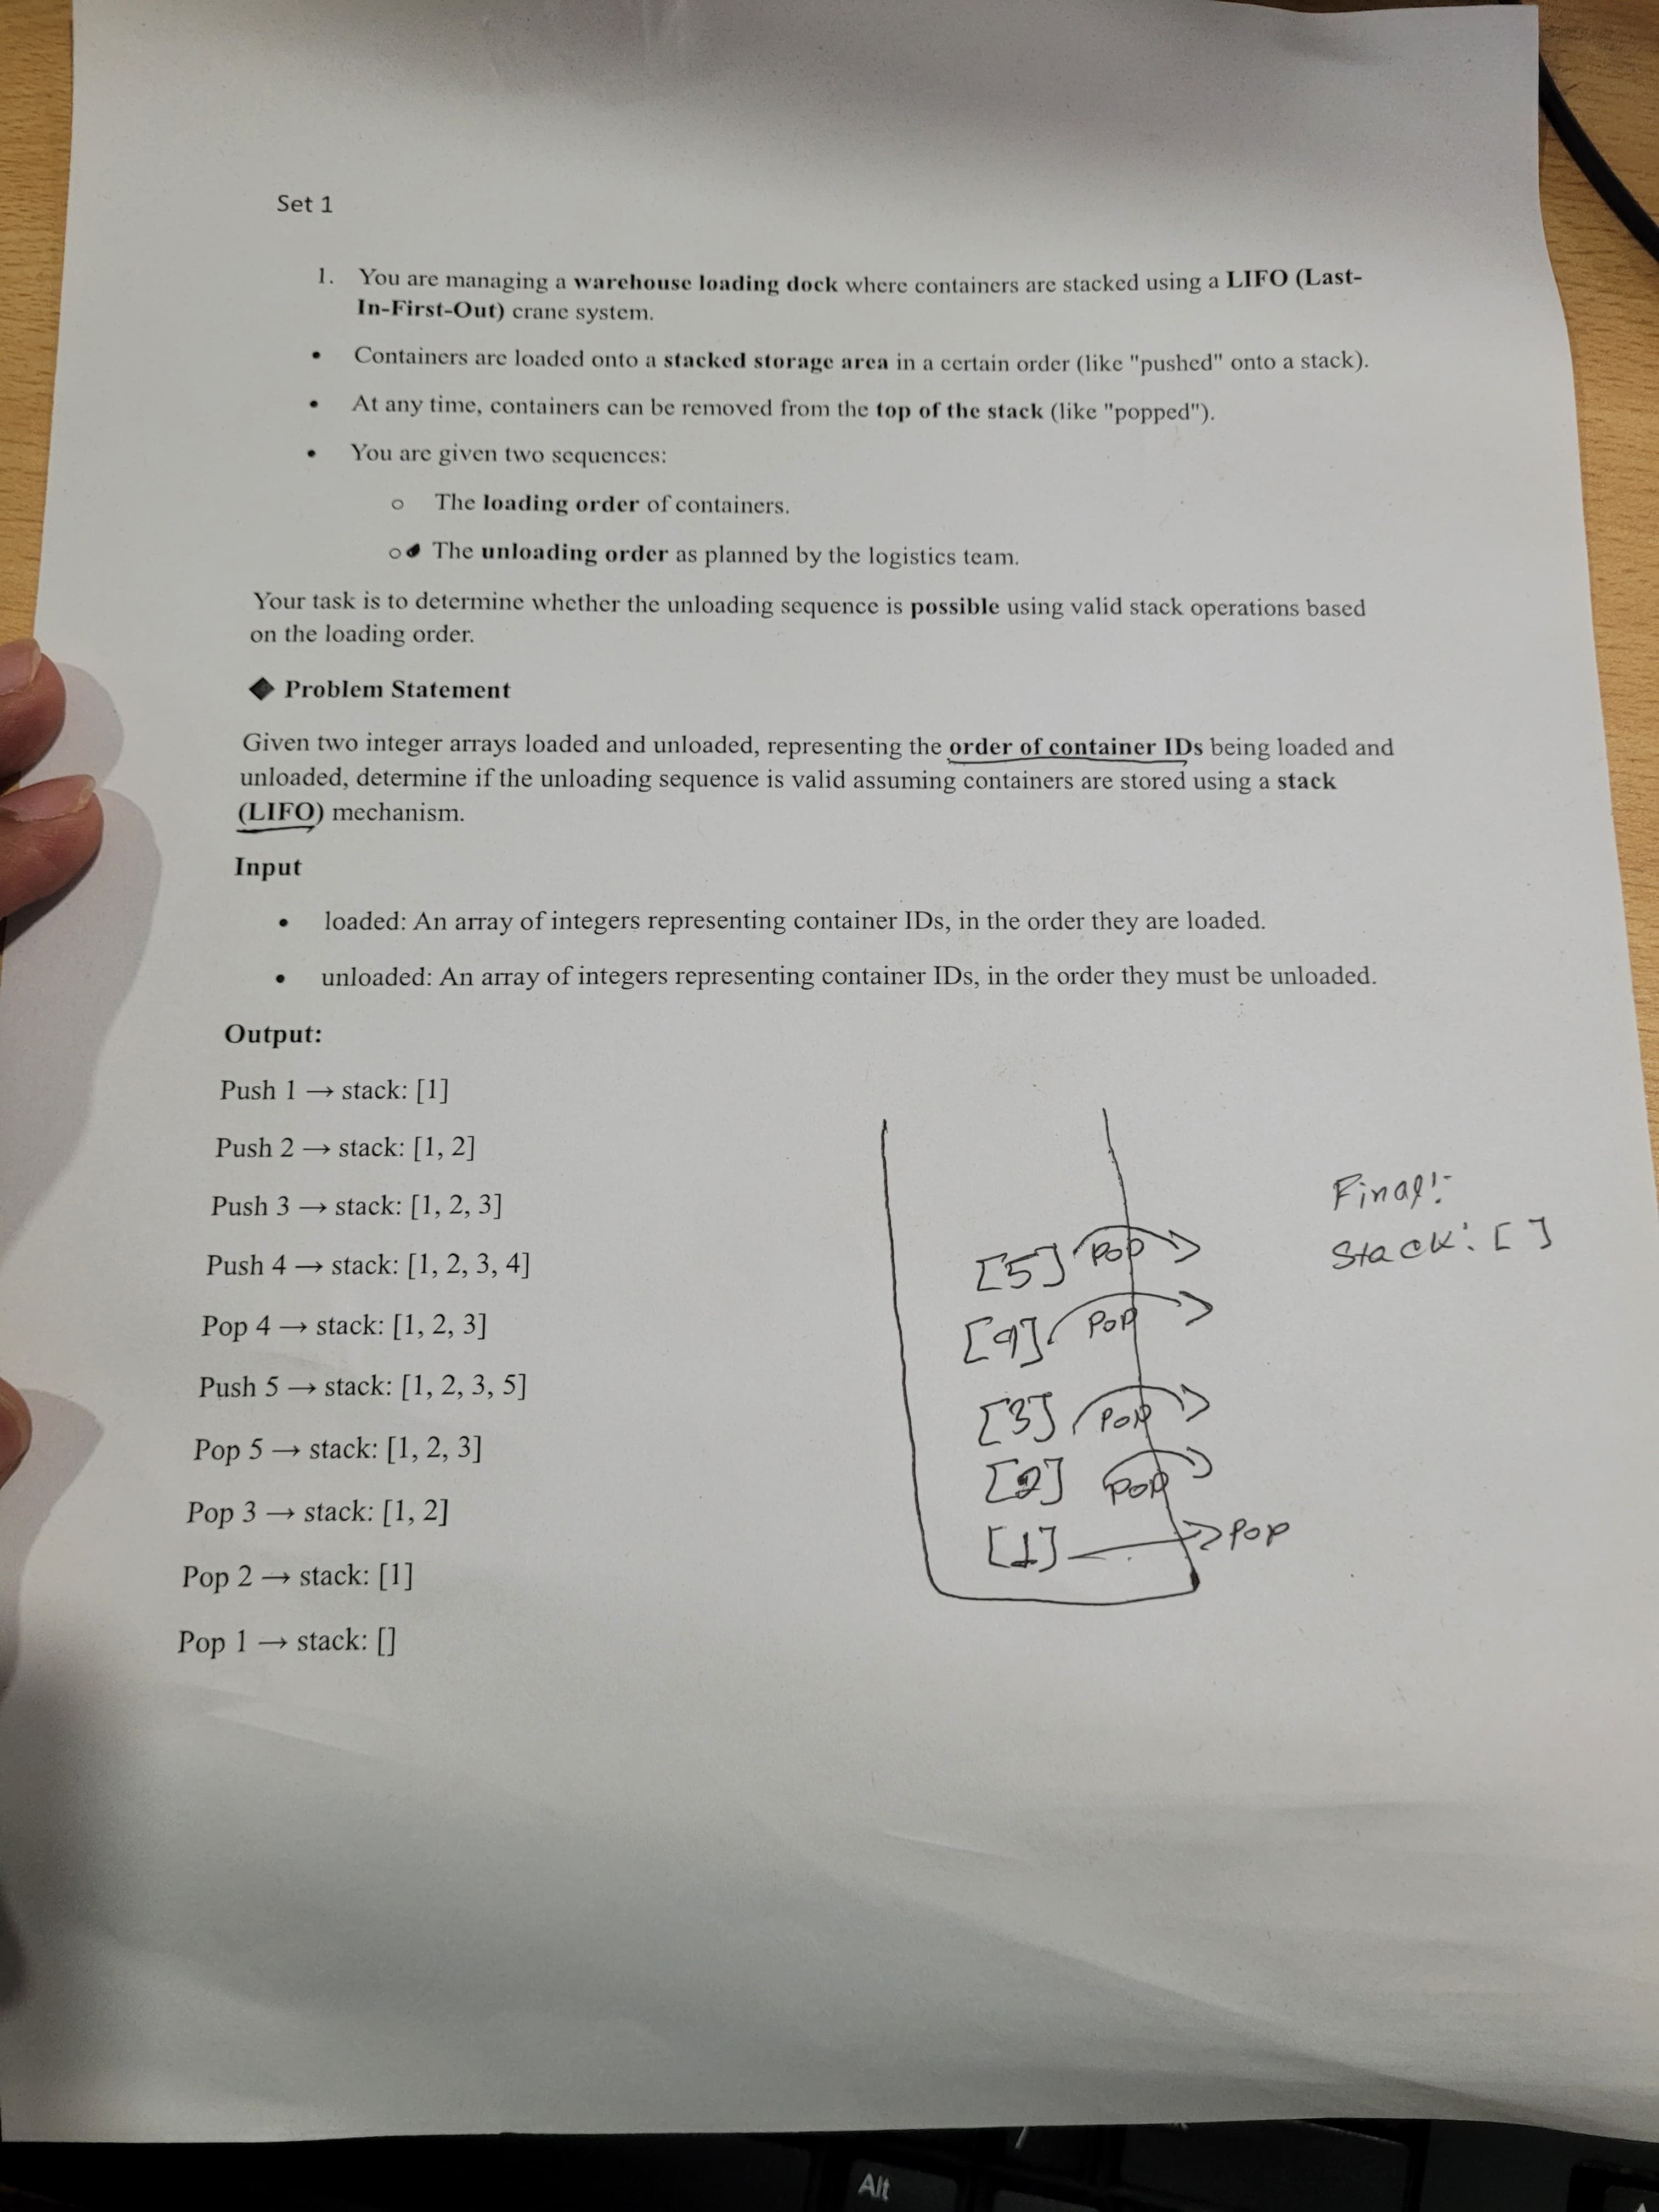 Set 1
1. You are managing a warehouse loading dock where containers are stacked using a LIFO (Last-
In-First-Out) crane system.
• Containers are loaded onto a stacked storage area in a certain order (like "pushed" onto a stack).
• At any time, containers can be removed from the top of the stack (like "popped").
• You are given two sequences:
o The loading order of containers.
o The unloading order as planned by the logistics team.
Your task is to determine whether the unloading sequence is possible using valid stack operations based
on the loading order.
◆ Problem Statement
Given two integer arrays loaded and unloaded, representing the order of container IDs being loaded and
unloaded, determine if the unloading sequence is valid assuming containers are stored using a stack
(LIFO) mechanism.
Input
• loaded: An array of integers representing container IDs, in the order they are loaded.
• unloaded: An array of integers representing container IDs, in the order they must be unloaded.
Output:
Push 1 → stack: [1]
Push 2 → stack: [1, 2]
Push 3 → stack: [1, 2, 3]
Push 4 → stack: [1, 2, 3, 4]
Pop 4 → stack: [1, 2, 3]
Push 5 → stack: [1, 2, 3, 5]
Pop 5 → stack: [1, 2, 3]
Pop 3 → stack: [1, 2]
Pop 2 → stack: [1]
Pop 1 → stack: []
[5] Pop
[4] Pop
[3] Pop
[2] Pop
[1] → Pop
Final:-
Stack: [ ]
Alt